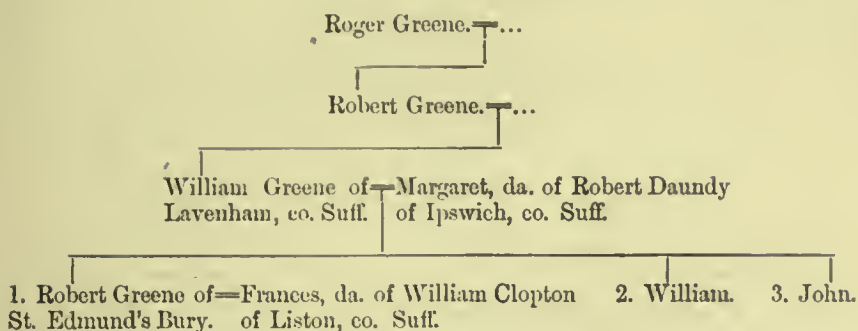 Roger Greene.=...
Robert Greene.=...
William Greene of=Margaret, da. of Robert Daundy
Lavenham, co. Suff. of Ipswich, co. Suff.
1. Robert Greene of=Frances, da. of William Clopton 2. William. 3. John.
St. Edmund's Bury. of Liston, co. Suff.